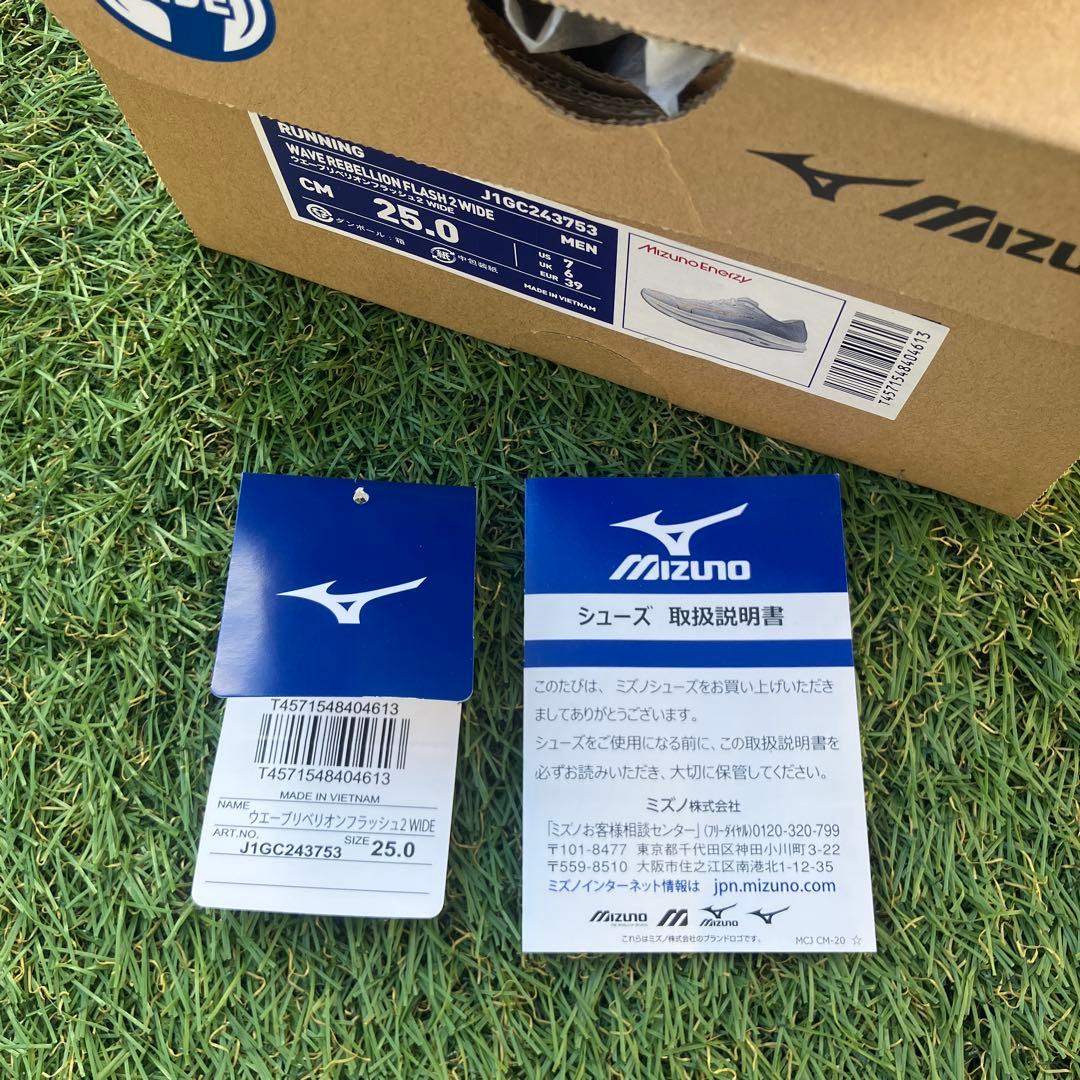 RUNNING
WAVE REBELLION FLASH 2 WIDE
ウエーブリベリオンフラッシュ2 WIDE
J1GC243753
CM
25.0
MEN
US 7
UK 6
EUR 39
ダンボール:箱
紙 中包装紙
MADE IN VIETNAM
Mizuno Enerzy
T4571548404613
T4571548404613
T4571548404613
MADE IN VIETNAM
NAME
ウエーブリベリオンフラッシュ2 WIDE
ART.NO.
J1GC243753
SIZE 25.0
MIZUNO
シューズ 取扱説明書
このたびは、ミズノシューズをお買い上げいただき
ましてありがとうございます。
シューズをご使用になる前に、この取扱説明書を
必ずお読みいただき、大切に保管してください。
ミズノ株式会社
「ミズノお客様相談センター」(フリーダイヤル)0120-320-799
〒101-8477 東京都千代田区神田小川町3-22
〒559-8510 大阪市住之江区南港北1-12-35
ミズノインターネット情報は jpn.mizuno.com
MIZUNO
MIZUNO
これらはミズノ株式会社のブランドロゴです。
MCJ CM-20 ☆